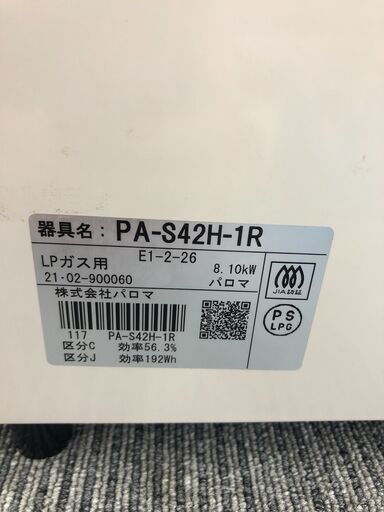 器具名： PA-S42H-1R
LPガス用 E1-2-26 8.10kW
21・02-900060 パロマ
株式会社パロマ
JIA認証
PS
LPG
117 PA-S42H-1R
区分C 効率56.3%
区分J 効率192Wh